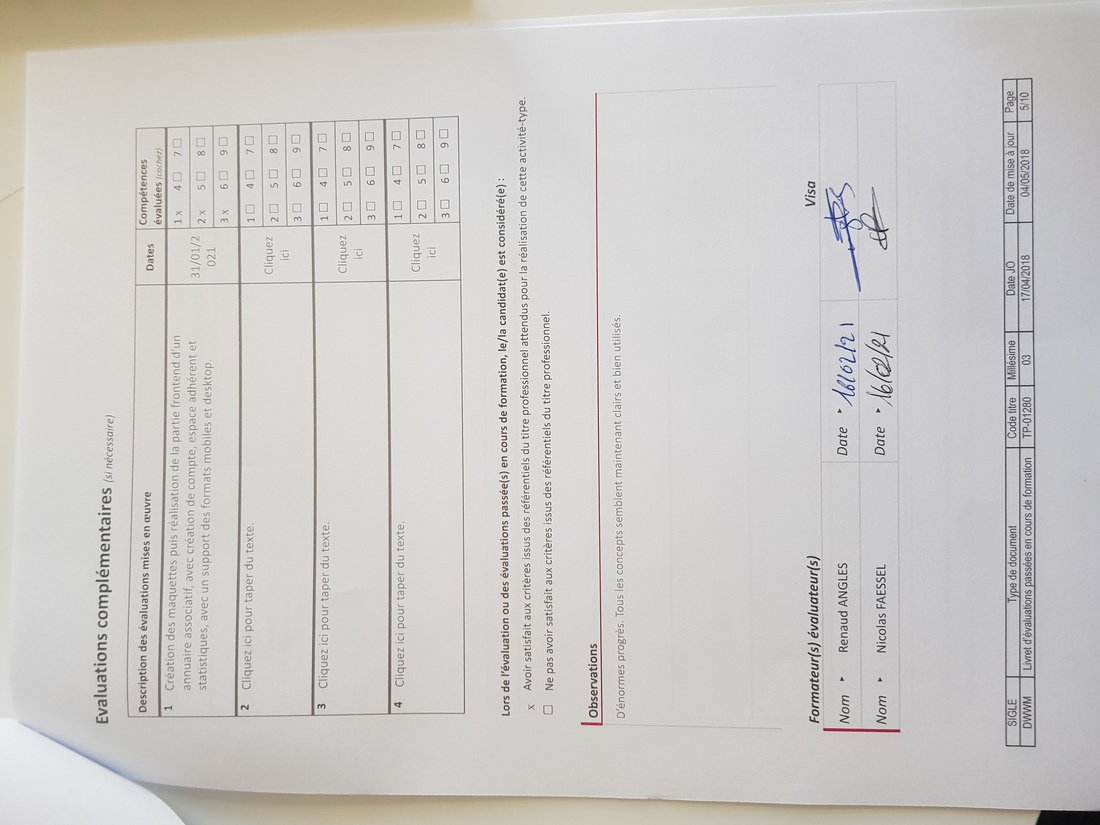 Evaluations complémentaires (si nécessaire)
Description des évaluations mises en œuvre Dates Compétences évaluées (cochez)
1 Création des maquettes puis réalisation de la partie frontend d'un
annuaire associatif, avec création de compte, espace adhérent et
statistiques, avec un support des formats mobiles et desktop.
31/01/2
021
1 x 4 ☐ 7 ☐
2 x 5 ☐ 8 ☐
3 x 6 ☐ 9 ☐
2 Cliquez ici pour taper du texte.
Cliquez
ici
1 ☐ 4 ☐ 7 ☐
2 ☐ 5 ☐ 8 ☐
3 ☐ 6 ☐ 9 ☐
3 Cliquez ici pour taper du texte.
Cliquez
ici
1 ☐ 4 ☐ 7 ☐
2 ☐ 5 ☐ 8 ☐
3 ☐ 6 ☐ 9 ☐
4 Cliquez ici pour taper du texte.
Cliquez
ici
1 ☐ 4 ☐ 7 ☐
2 ☐ 5 ☐ 8 ☐
3 ☐ 6 ☐ 9 ☐
Lors de l'évaluation ou des évaluations passée(s) en cours de formation, le/la candidat(e) est considéré(e) :
x Avoir satisfait aux critères issus des référentiels du titre professionnel attendus pour la réalisation de cette activité-type.
☐ Ne pas avoir satisfait aux critères issus des référentiels du titre professionnel.
Observations
D'énormes progrès. Tous les concepts semblent maintenant clairs et bien utilisés.
Formateur(s) évaluateur(s) Visa
Nom ▸ Renaud ANGLES Date ▸ 16/02/21
Nom ▸ Nicolas FAESSEL Date ▸ 16/02/21
SIGLE Type de document Code titre Millésime Date JO Date de mise à jour Page
DWWM Livret d'évaluations passées en cours de formation TP-01280 03 17/04/2018 04/05/2018 5/10